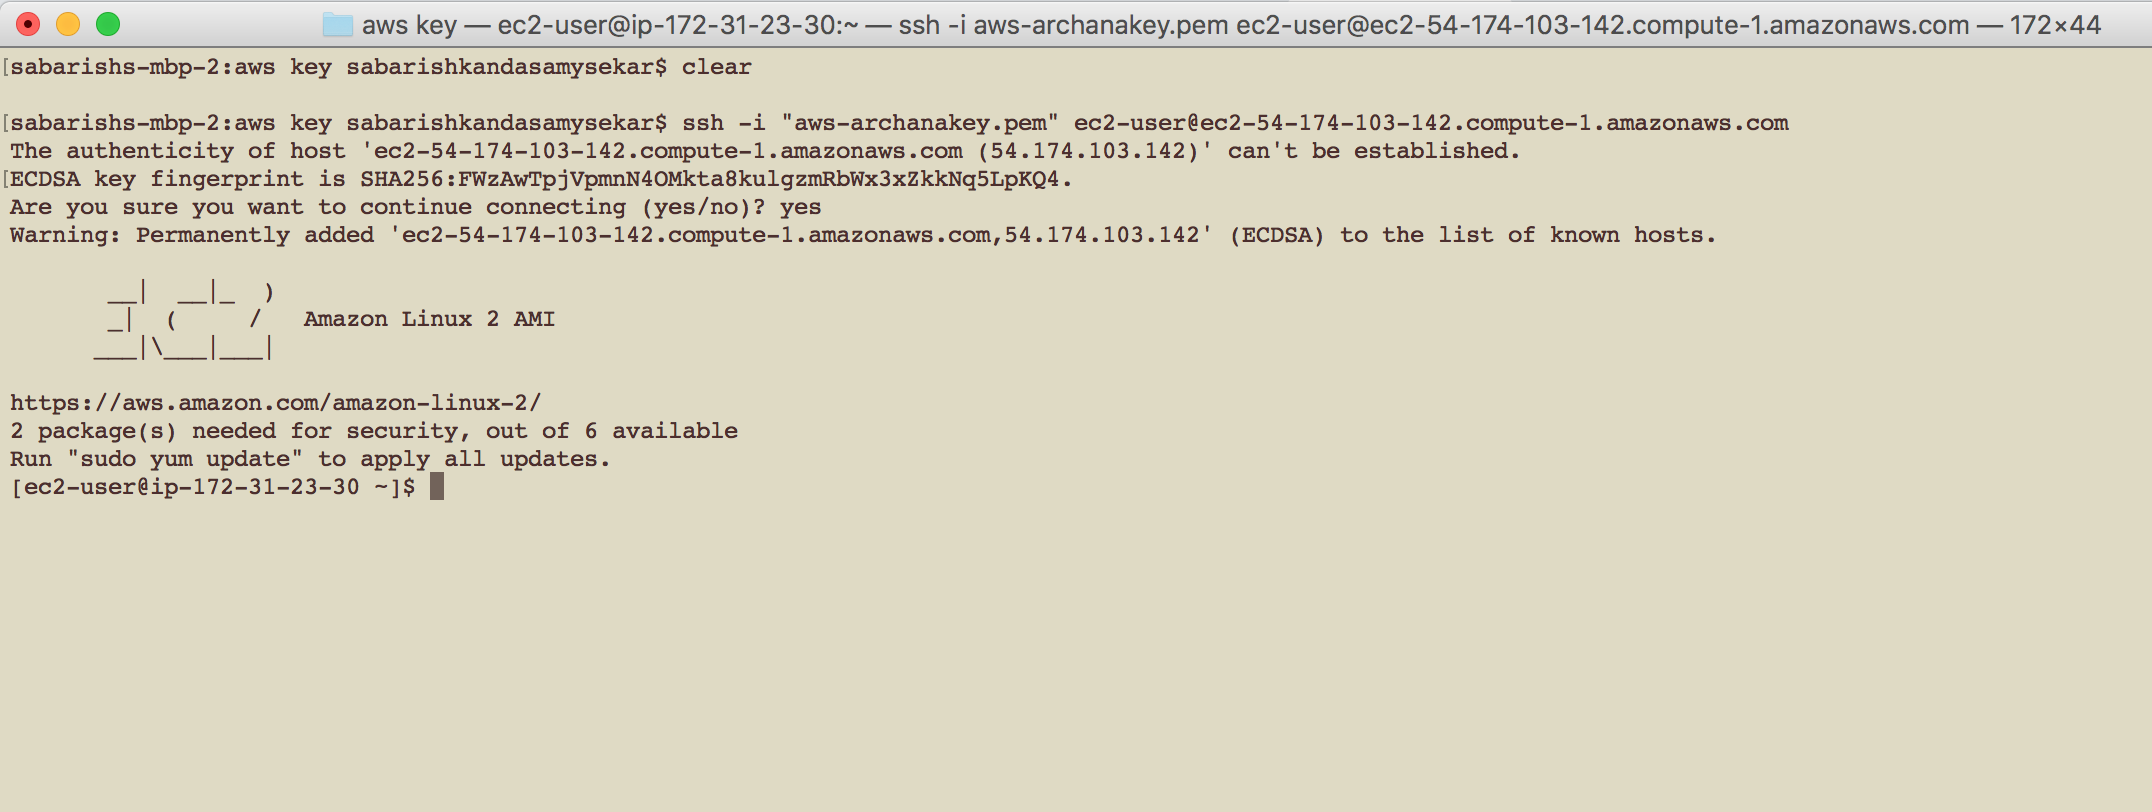 aws key — ec2-user@ip-172-31-23-30:~ — ssh -i aws-archanakey.pem ec2-user@ec2-54-174-103-142.compute-1.amazonaws.com — 172×44
[sabarishs-mbp-2:aws key sabarishkandasamysekar$ clear
[sabarishs-mbp-2:aws key sabarishkandasamysekar$ ssh -i "aws-archanakey.pem" ec2-user@ec2-54-174-103-142.compute-1.amazonaws.com
The authenticity of host 'ec2-54-174-103-142.compute-1.amazonaws.com (54.174.103.142)' can't be established.
[ECDSA key fingerprint is SHA256:FWzAwTpjVpmnN4OMkta8kulgzmRbWx3xZkkNq5LpKQ4.
Are you sure you want to continue connecting (yes/no)? yes
Warning: Permanently added 'ec2-54-174-103-142.compute-1.amazonaws.com,54.174.103.142' (ECDSA) to the list of known hosts.
       __|  __|_  )
       _|  (     /   Amazon Linux 2 AMI
      ___|\___|___|
https://aws.amazon.com/amazon-linux-2/
2 package(s) needed for security, out of 6 available
Run "sudo yum update" to apply all updates.
[ec2-user@ip-172-31-23-30 ~]$